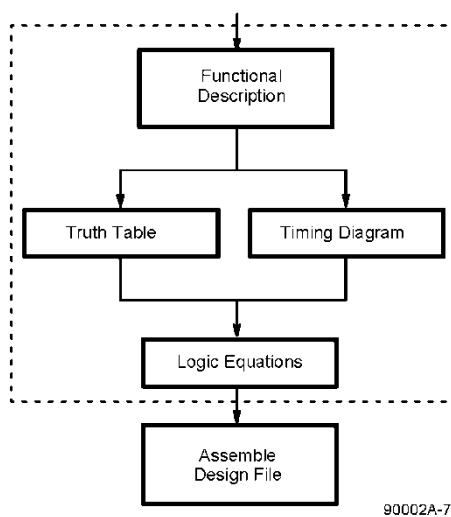 Functional
Description
Truth Table
Timing Diagram
Logic Equations
Assemble
Design File
90002A-7